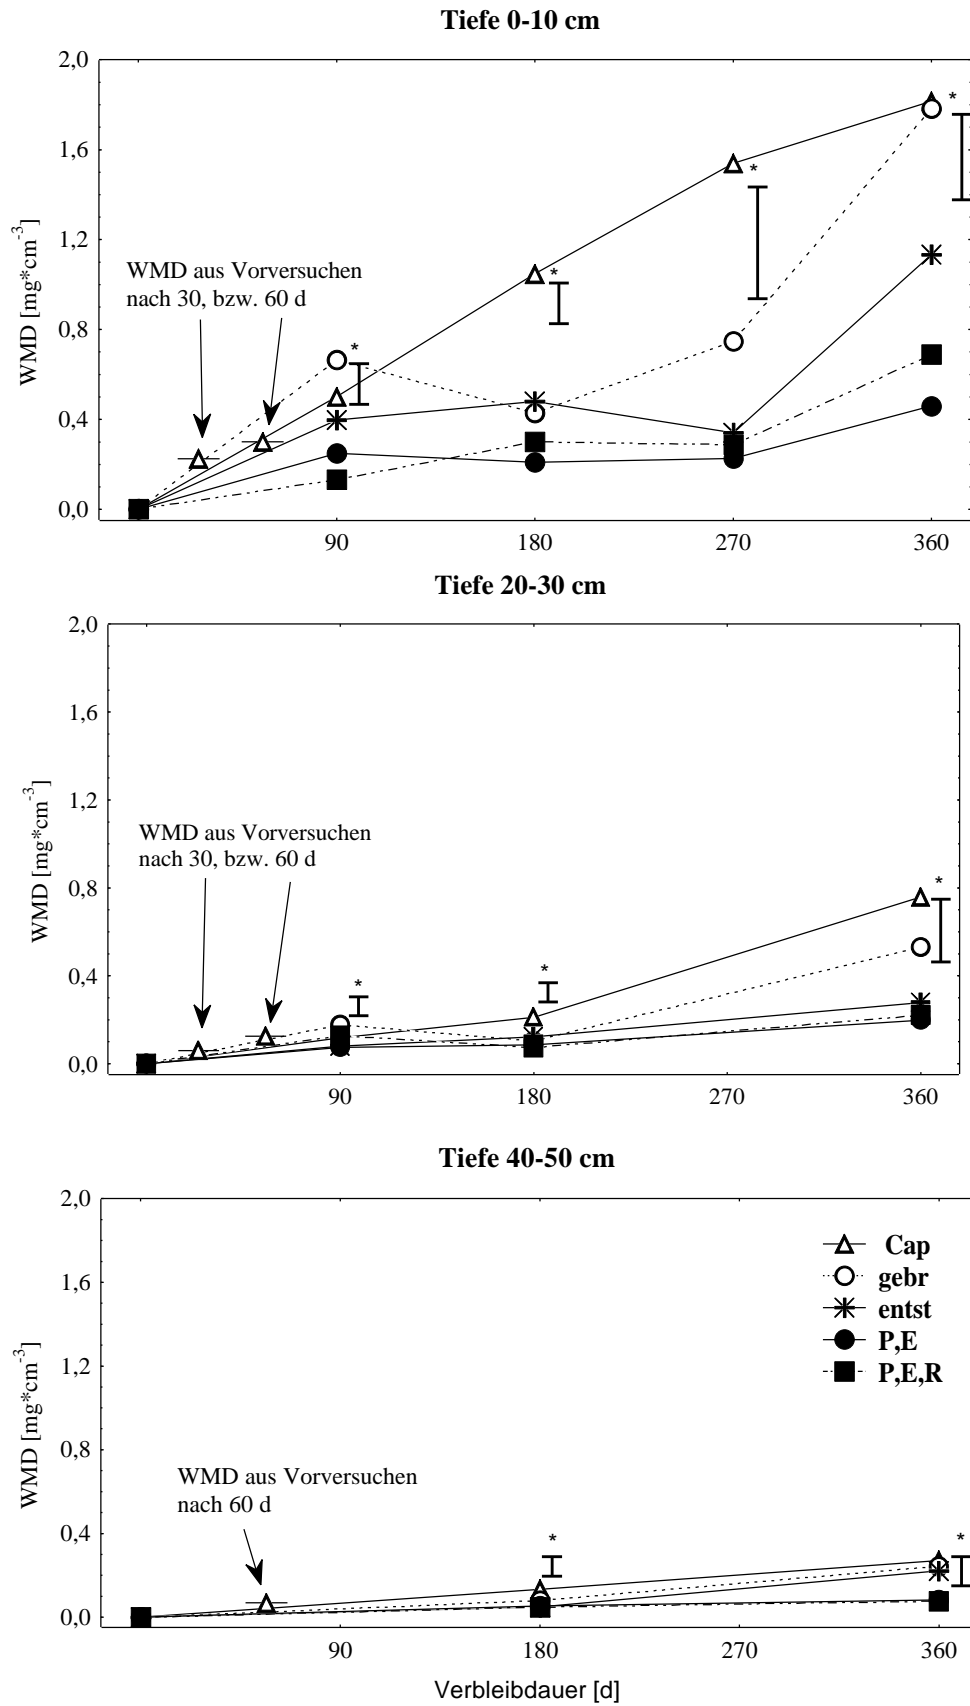 Tiefe 0-10 cm
2,0
1,6
1,2
0,8
0,4
0,0
WMD [mg*cm-3]
WMD aus Vorversuchen
nach 30, bzw. 60 d
*
*
*
*
90
180
270
360
Tiefe 20-30 cm
2,0
1,6
1,2
0,8
0,4
0,0
WMD [mg*cm-3]
WMD aus Vorversuchen
nach 30, bzw. 60 d
*
*
*
90
180
270
360
Tiefe 40-50 cm
2,0
1,6
1,2
0,8
0,4
0,0
WMD [mg*cm-3]
Cap
gebr
entst
P,E
P,E,R
WMD aus Vorversuchen
nach 60 d
*
*
90
180
270
360
Verbleibdauer [d]